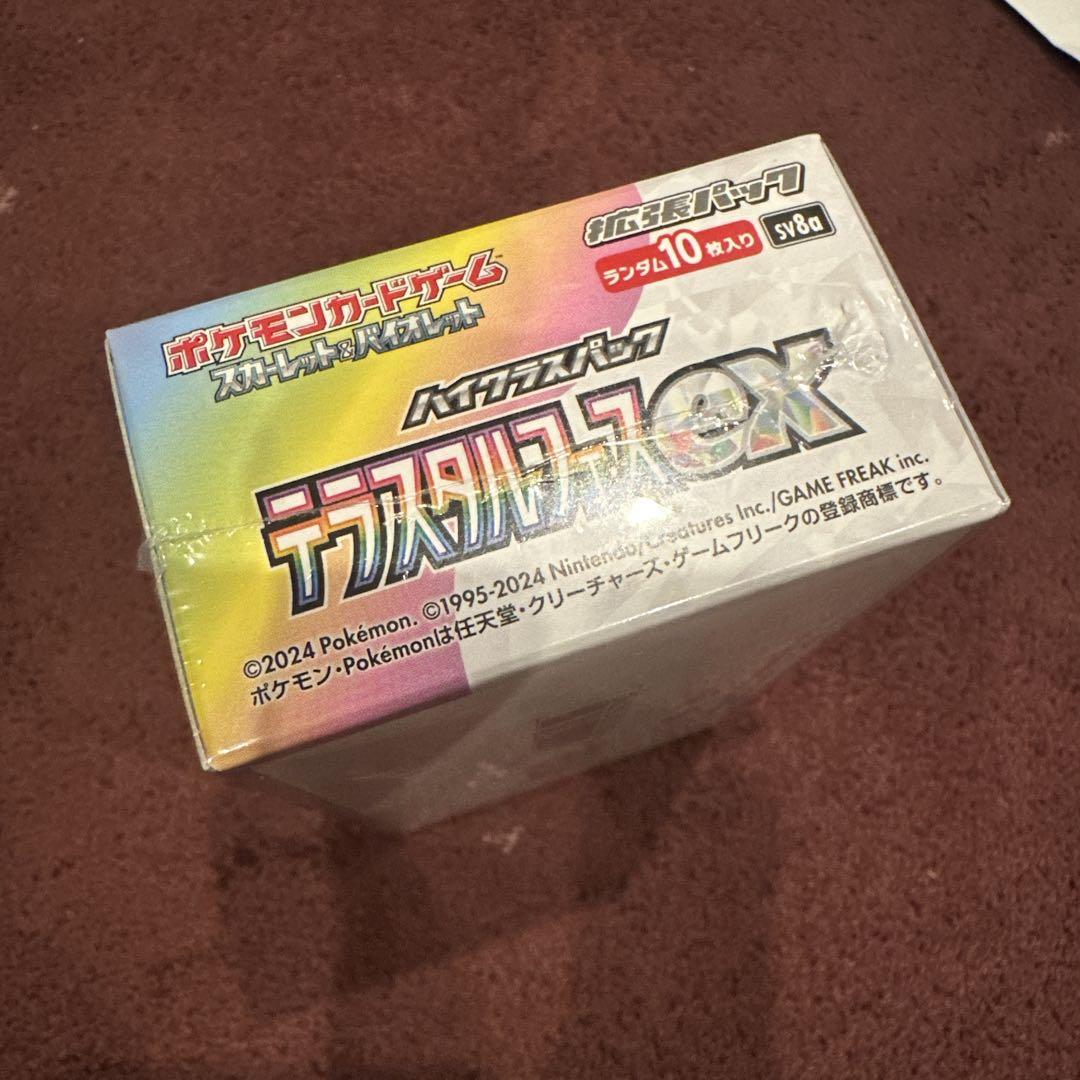 ポケモンカードゲーム™
スカーレット&バイオレット
拡張パック
ランダム10枚入り
sv8a
ハイクラスパック
テラスタルフェスex
©2024 Pokémon. ©1995-2024 Nintendo/Creatures Inc./GAME FREAK inc.
ポケモン・Pokémonは任天堂・クリーチャーズ・ゲームフリークの登録商標です。